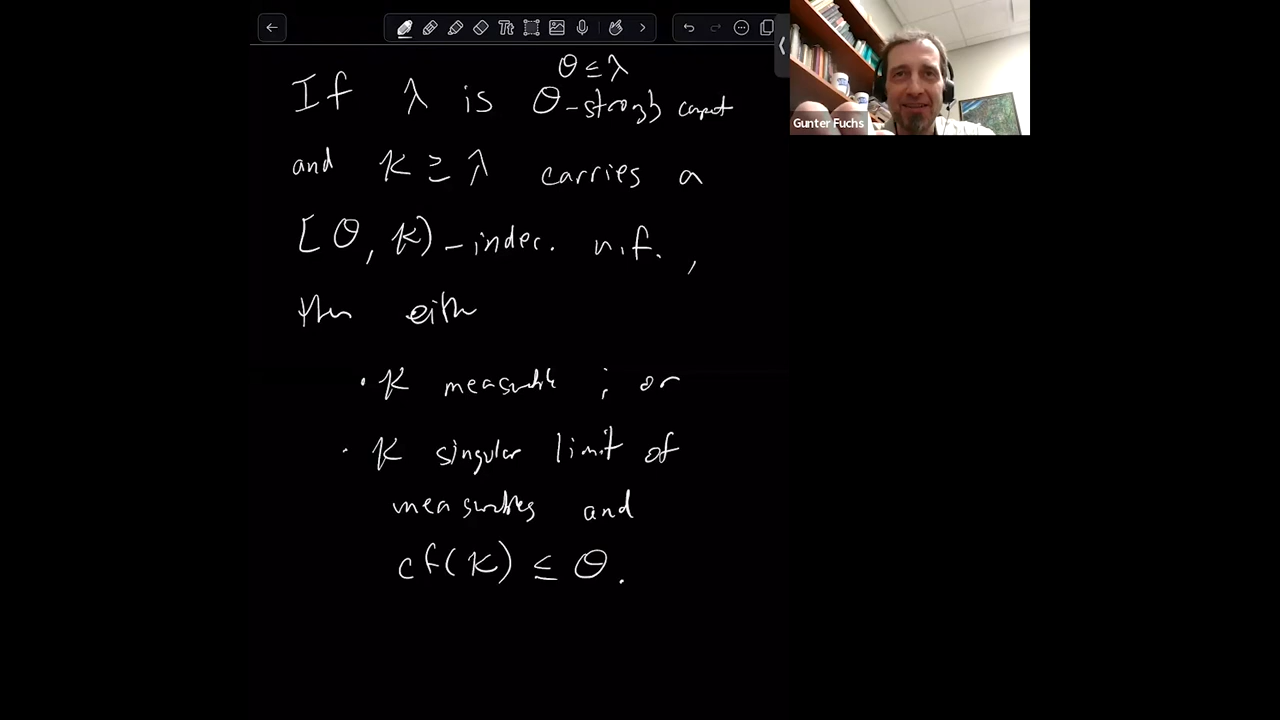 θ ≤ λ
If λ is θ-strongly compact
and κ ≥ λ carries a
[θ, κ) - indec. u.f. ,
then either
· κ measurable ; or
· κ singular limit of
measurables and
cf(κ) ≤ θ.
Gunter Fuchs